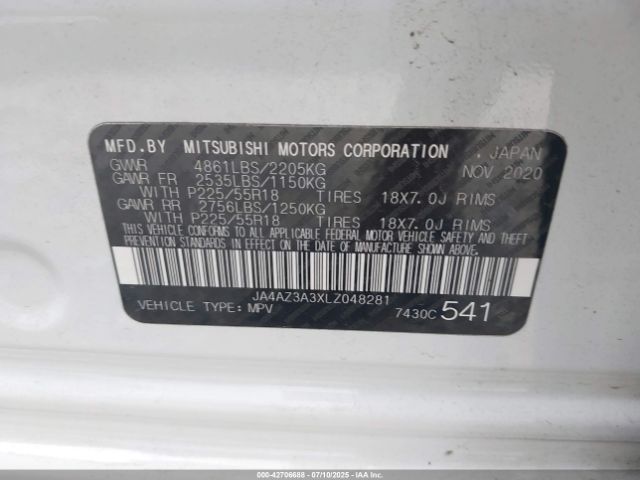 MFD.BY MITSUBISHI MOTORS CORPORATION , JAPAN
GVWR 4861LBS/2205KG NOV 2020
GAWR FR 2535LBS/1150KG
WITH P225/55R18 TIRES 18X7.0J RIMS
GAWR RR 2756LBS/1250KG
WITH P225/55R18 TIRES 18X7.0J RIMS
THIS VEHICLE CONFORMS TO ALL APPLICABLE FEDERAL MOTOR VEHICLE SAFETY AND THEFT
PREVENTION STANDARDS IN EFFECT ON THE DATE OF MANUFACTURE SHOWN ABOVE.
JA4AZ3A3XLZ048281
VEHICLE TYPE: MPV 7430C 541
000-42706688 07/10/2025 - IAAI.COM